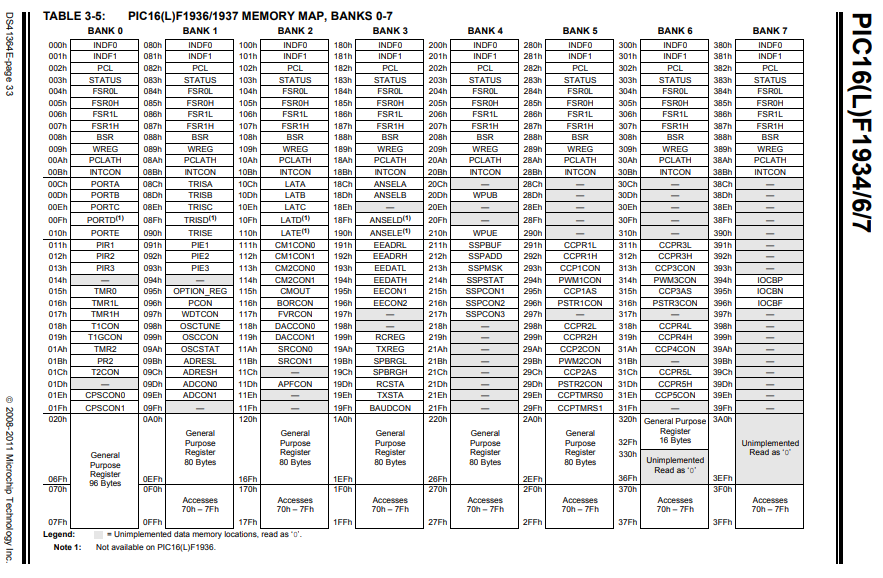 TABLE 3-5: PIC16(L)F1936/1937 MEMORY MAP, BANKS 0-7
BANK 0 BANK 1 BANK 2 BANK 3 BANK 4 BANK 5 BANK 6 BANK 7
000h INDF0 080h INDF0 100h INDF0 180h INDF0 200h INDF0 280h INDF0 300h INDF0 380h INDF0
001h INDF1 081h INDF1 101h INDF1 181h INDF1 201h INDF1 281h INDF1 301h INDF1 381h INDF1
002h PCL 082h PCL 102h PCL 182h PCL 202h PCL 282h PCL 302h PCL 382h PCL
003h STATUS 083h STATUS 103h STATUS 183h STATUS 203h STATUS 283h STATUS 303h STATUS 383h STATUS
004h FSR0L 084h FSR0L 104h FSR0L 184h FSR0L 204h FSR0L 284h FSR0L 304h FSR0L 384h FSR0L
005h FSR0H 085h FSR0H 105h FSR0H 185h FSR0H 205h FSR0H 285h FSR0H 305h FSR0H 385h FSR0H
006h FSR1L 086h FSR1L 106h FSR1L 186h FSR1L 206h FSR1L 286h FSR1L 306h FSR1L 386h FSR1L
007h FSR1H 087h FSR1H 107h FSR1H 187h FSR1H 207h FSR1H 287h FSR1H 307h FSR1H 387h FSR1H
008h BSR 088h BSR 108h BSR 188h BSR 208h BSR 288h BSR 308h BSR 388h BSR
009h WREG 089h WREG 109h WREG 189h WREG 209h WREG 289h WREG 309h WREG 389h WREG
00Ah PCLATH 08Ah PCLATH 10Ah PCLATH 18Ah PCLATH 20Ah PCLATH 28Ah PCLATH 30Ah PCLATH 38Ah PCLATH
00Bh INTCON 08Bh INTCON 10Bh INTCON 18Bh INTCON 20Bh INTCON 28Bh INTCON 30Bh INTCON 38Bh INTCON
00Ch PORTA 08Ch TRISA 10Ch LATA 18Ch ANSELA 20Ch — 28Ch — 30Ch — 38Ch —
00Dh PORTB 08Dh TRISB 10Dh LATB 18Dh ANSELB 20Dh WPUB 28Dh — 30Dh — 38Dh —
00Eh PORTC 08Eh TRISC 10Eh LATC 18Eh — 20Eh — 28Eh — 30Eh — 38Eh —
00Fh PORTD(1) 08Fh TRISD(1) 10Fh LATD(1) 18Fh ANSELD(1) 20Fh — 28Fh — 30Fh — 38Fh —
010h PORTE 090h TRISE 110h LATE(1) 190h ANSELE(1) 210h WPUE 290h — 310h — 390h —
011h PIR1 091h PIE1 111h CM1CON0 191h EEADRL 211h SSPBUF 291h CCPR1L 311h CCPR3L 391h —
012h PIR2 092h PIE2 112h CM1CON1 192h EEADRH 212h SSPADD 292h CCPR1H 312h CCPR3H 392h —
013h PIR3 093h PIE3 113h CM2CON0 193h EEDATL 213h SSPMSK 293h CCP1CON 313h CCP3CON 393h —
014h — 094h — 114h CM2CON1 194h EEDATH 214h SSPSTAT 294h PWM1CON 314h PWM3CON 394h IOCBP
015h TMR0 095h OPTION_REG 115h CMOUT 195h EECON1 215h SSPCON1 295h CCP1AS 315h CCP3AS 395h IOCBN
016h TMR1L 096h PCON 116h BORCON 196h EECON2 216h SSPCON2 296h PSTR1CON 316h PSTR3CON 396h IOCBF
017h TMR1H 097h WDTCON 117h FVRCON 197h — 217h SSPCON3 297h — 317h — 397h —
018h T1CON 098h OSCTUNE 118h DACCON0 198h — 218h — 298h CCPR2L 318h CCPR4L 398h —
019h T1GCON 099h OSCCON 119h DACCON1 199h RCREG 219h — 299h CCPR2H 319h CCPR4H 399h —
01Ah TMR2 09Ah OSCSTAT 11Ah SRCON0 19Ah TXREG 21Ah — 29Ah CCP2CON 31Ah CCP4CON 39Ah —
01Bh PR2 09Bh ADRESL 11Bh SRCON1 19Bh SPBRGL 21Bh — 29Bh PWM2CON 31Bh — 39Bh —
01Ch T2CON 09Ch ADRESH 11Ch — 19Ch SPBRGH 21Ch — 29Ch CCP2AS 31Ch CCPR5L 39Ch —
01Dh — 09Dh ADCON0 11Dh APFCON 19Dh RCSTA 21Dh — 29Dh PSTR2CON 31Dh CCPR5H 39Dh —
01Eh CPSCON0 09Eh ADCON1 11Eh — 19Eh TXSTA 21Eh — 29Eh CCPTMRS0 31Eh CCP5CON 39Eh —
01Fh CPSCON1 09Fh — 11Fh — 19Fh BAUDCON 21Fh — 29Fh CCPTMRS1 31Fh — 39Fh —
020h 0A0h 120h 1A0h 220h 2A0h 320h General Purpose 3A0h
General General General General General Register
Purpose Purpose Purpose Purpose Purpose 32Fh 16 Bytes Unimplemented
General Register Register Register Register Register 330h Read as ‘0’
Purpose 80 Bytes 80 Bytes 80 Bytes 80 Bytes 80 Bytes Unimplemented
Register Read as ‘0’
06Fh 96 Bytes 0EFh 16Fh 1EFh 26Fh 2EFh 36Fh 3EFh
070h 0F0h 170h 1F0h 270h 2F0h 370h 3F0h
Accesses Accesses Accesses Accesses Accesses Accesses Accesses
70h – 7Fh 70h – 7Fh 70h – 7Fh 70h – 7Fh 70h – 7Fh 70h – 7Fh 70h – 7Fh
07Fh 0FFh 17Fh 1FFh 27Fh 2FFh 37Fh 3FFh
Legend: = Unimplemented data memory locations, read as ‘0’.
Note 1: Not available on PIC16(L)F1936.
PIC16(L)F1934/6/7
DS41364E-page 33
© 2008-2011 Microchip Technology Inc.